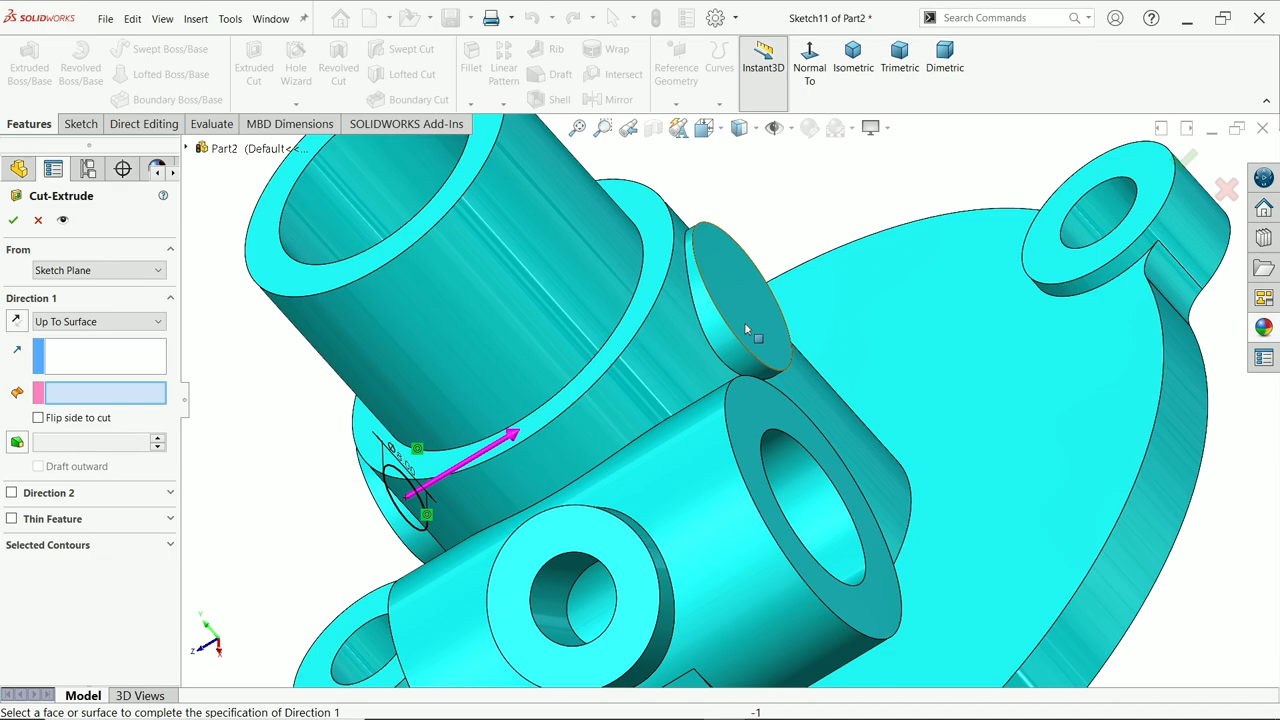 SOLIDWORKS
File Edit View Insert Tools Window
Sketch11 of Part2 *
Search Commands
Extruded Boss/Base
Revolved Boss/Base
Swept Boss/Base
Lofted Boss/Base
Boundary Boss/Base
Extruded Cut
Hole Wizard
Revolved Cut
Swept Cut
Lofted Cut
Boundary Cut
Fillet
Linear Pattern
Rib
Draft
Shell
Wrap
Intersect
Mirror
Reference Geometry
Curves
Instant3D
Normal To
Isometric
Trimetric
Dimetric
Features Sketch Direct Editing Evaluate MBD Dimensions SOLIDWORKS Add-Ins
Part2 (Default<<...
Cut-Extrude
From
Sketch Plane
Direction 1
Up To Surface
Flip side to cut
Draft outward
Direction 2
Thin Feature
Selected Contours
Ø8.00
Y
Z
X
Model 3D Views
Select a face or surface to complete the specification of Direction 1
-1